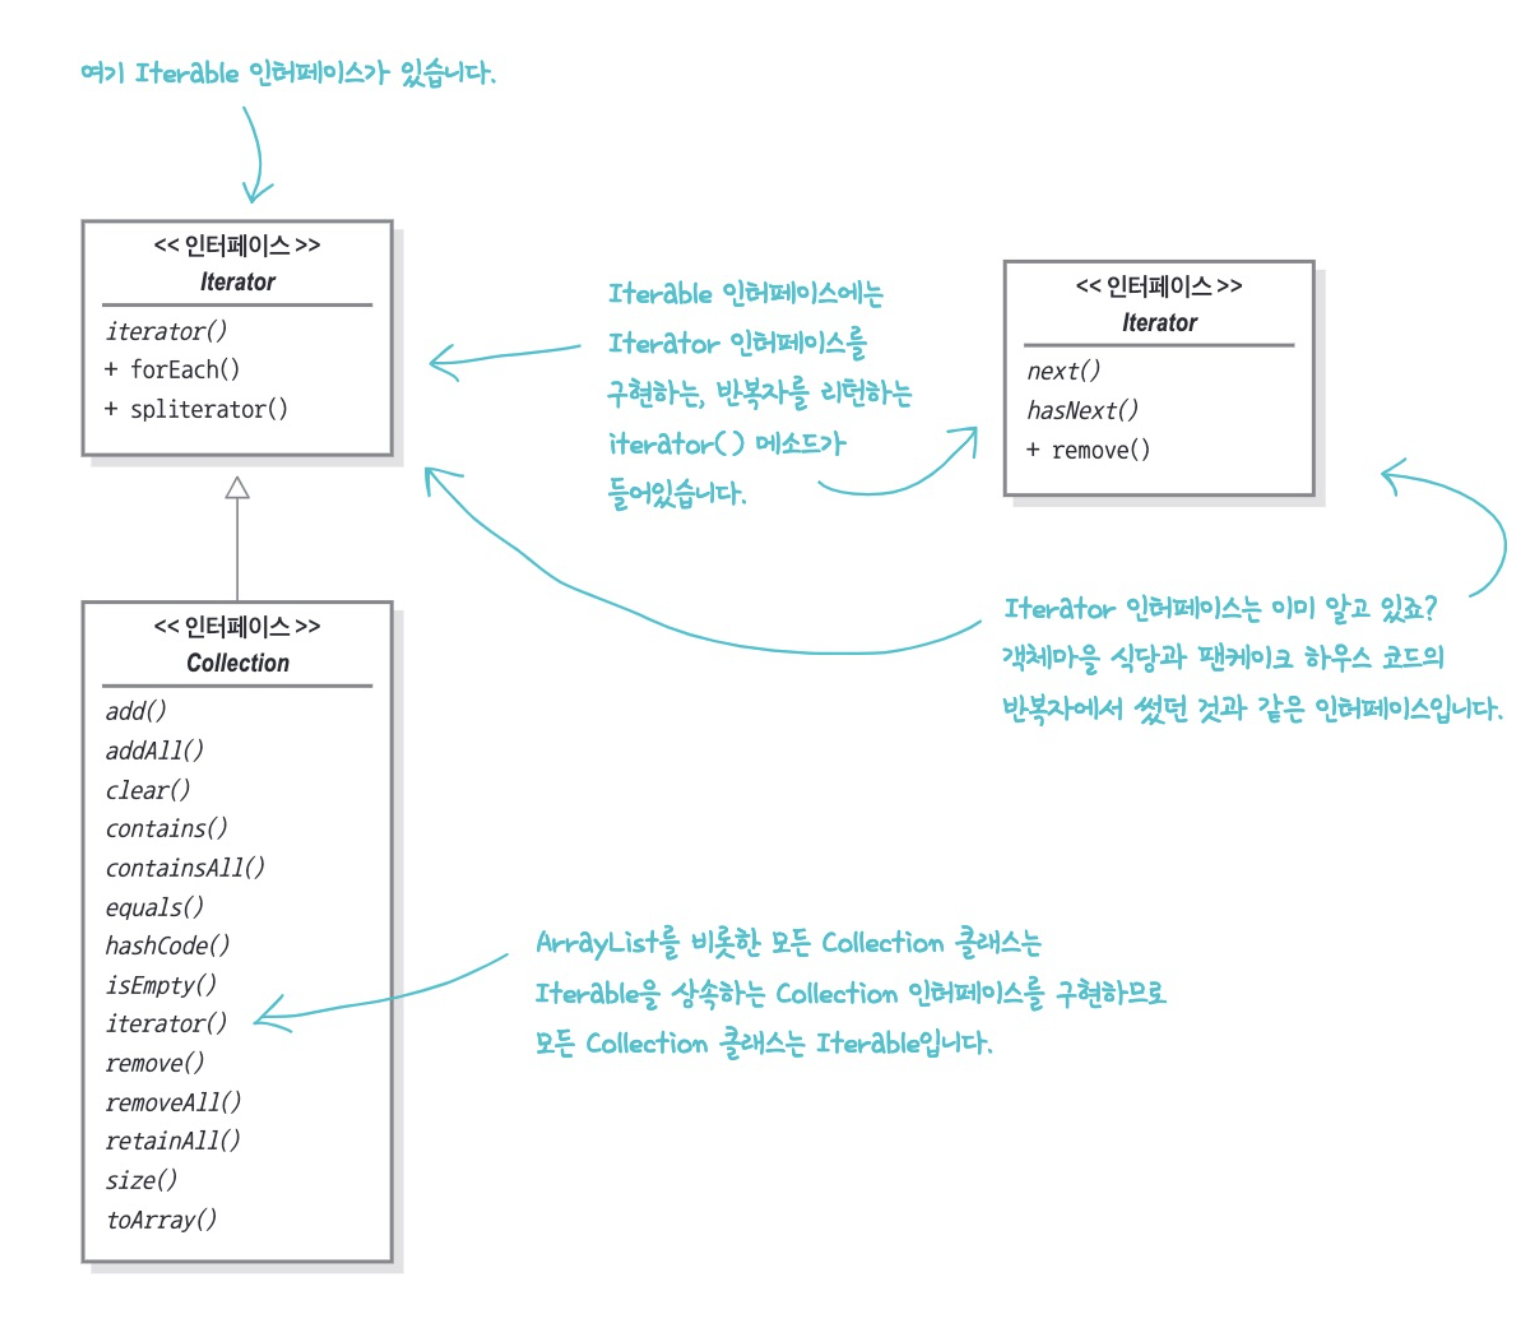 여기 Iterable 인터페이스가 있습니다.
<< 인터페이스 >>
Iterator
iterator()
+ forEach()
+ spliterator()
Iterable 인터페이스에는
Iterator 인터페이스를
구현하는, 반복자를 리턴하는
iterator() 메소드가
들어있습니다.
<< 인터페이스 >>
Iterator
next()
hasNext()
+ remove()
Iterator 인터페이스는 이미 알고 있죠?
객체마을 식당과 팬케이크 하우스 코드의
반복자에서 썼던 것과 같은 인터페이스입니다.
<< 인터페이스 >>
Collection
add()
addAll()
clear()
contains()
containsAll()
equals()
hashCode()
isEmpty()
iterator()
remove()
removeAll()
retainAll()
size()
toArray()
ArrayList를 비롯한 모든 Collection 클래스는
Iterable을 상속하는 Collection 인터페이스를 구현하므로
모든 Collection 클래스는 Iterable입니다.